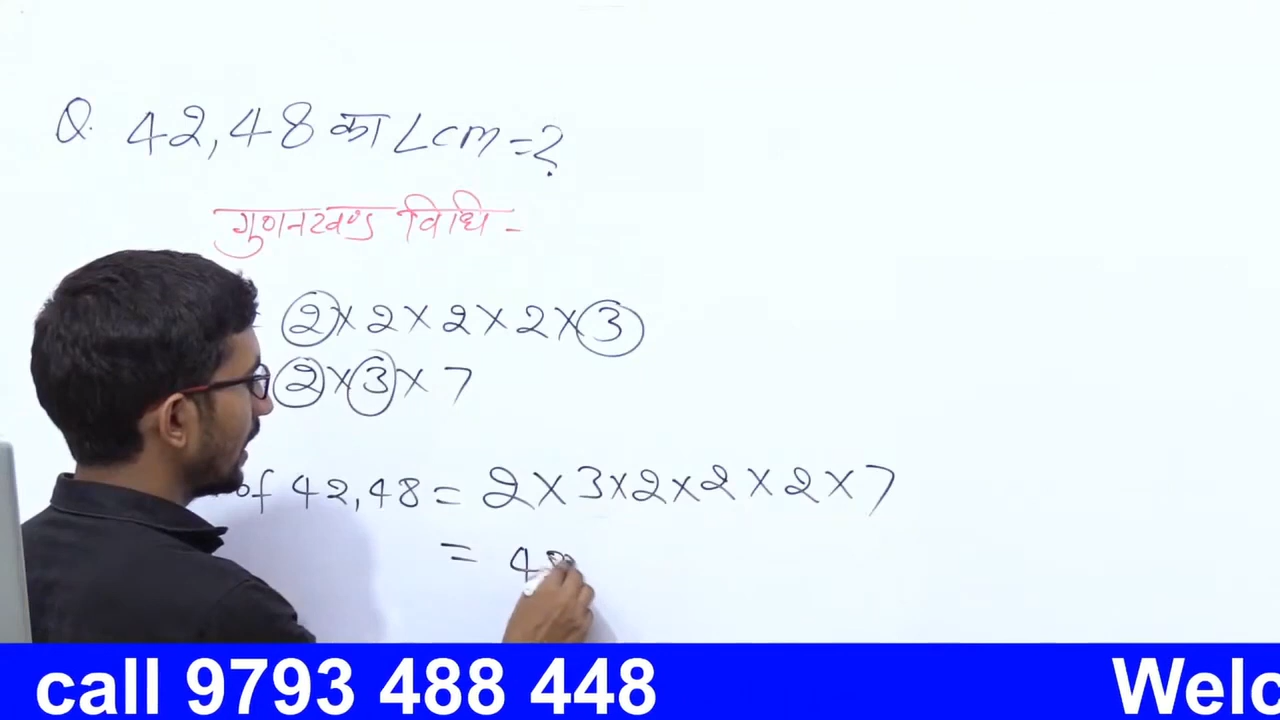 Q. 42,48 का Lcm =?
गुणनखण्ड विधि -
= 2 × 2 × 2 × 2 × 3
2 × 3 × 7
of 42,48 = 2 × 3 × 2 × 2 × 2 × 7
= 4
call 9793 488 448 Welc